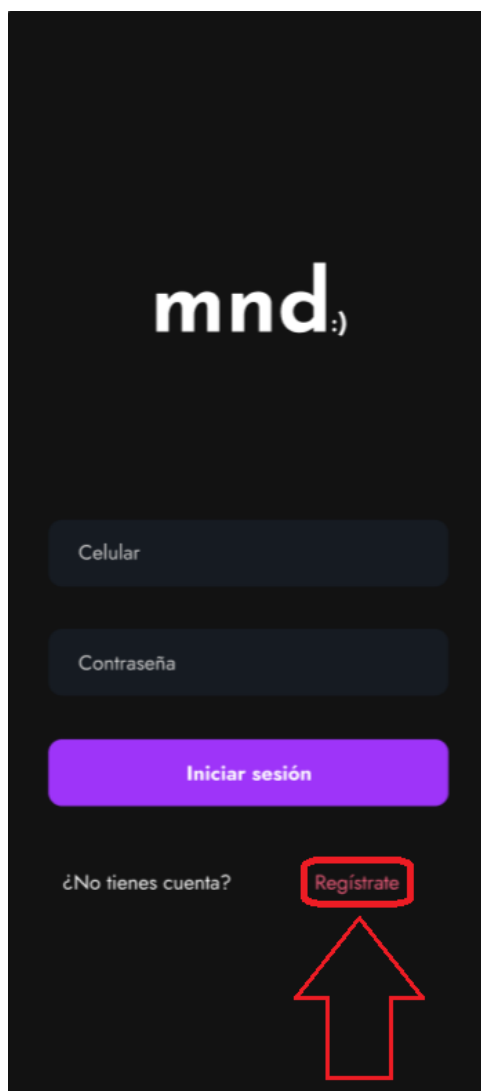 mnd:)
Celular
Contraseña
Iniciar sesión
¿No tienes cuenta? Regístrate